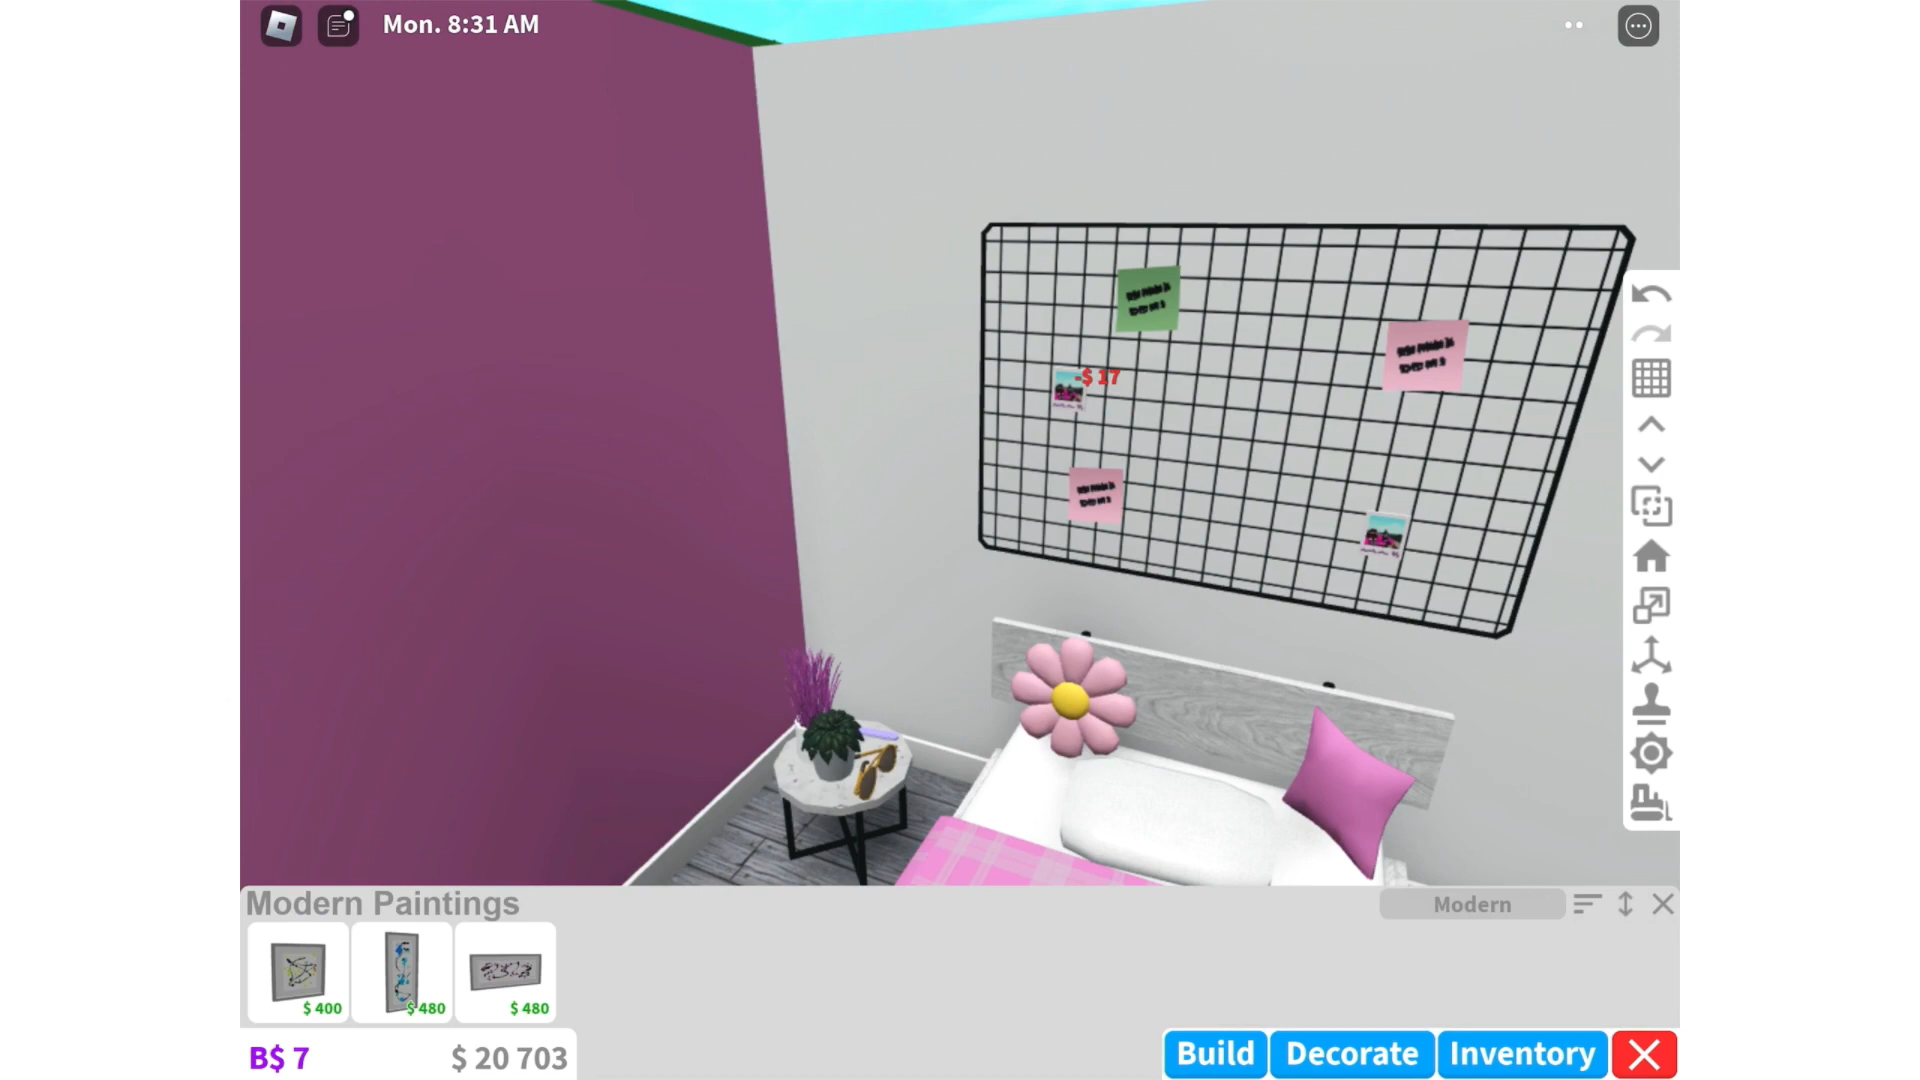 Mon. 8:31 AM
-$ 17
Modern Paintings
Modern
$ 400
$ 480
$ 480
B$ 7
$ 20 703
Build
Decorate
Inventory